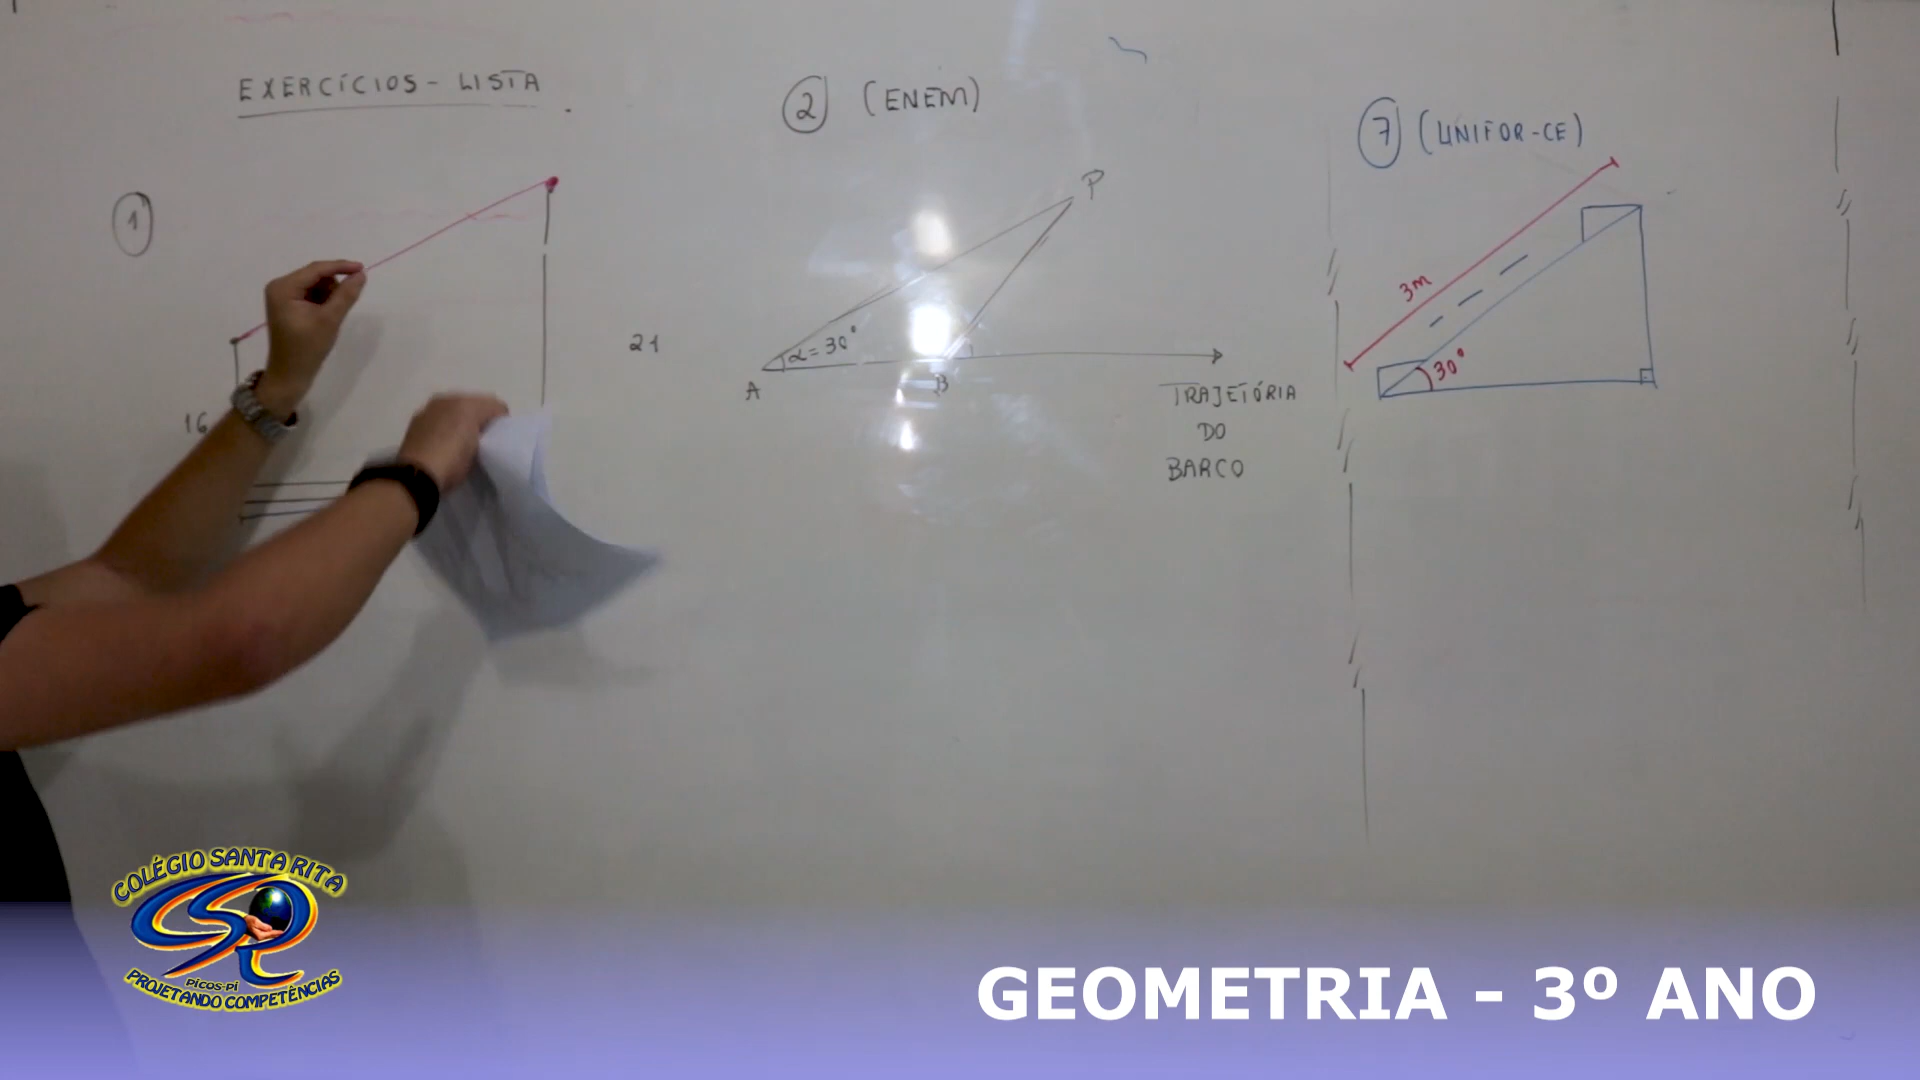 EXERCÍCIOS - LISTA
1
16
21
2 (ENEM)
P
α = 30°
A
B
TRAJETÓRIA
DO
BARCO
7 (UNIFOR-CE)
3m
30°
COLÉGIO SANTA RITA
PICOS-PI
PROJETANDO COMPETÊNCIAS
GEOMETRIA - 3º ANO